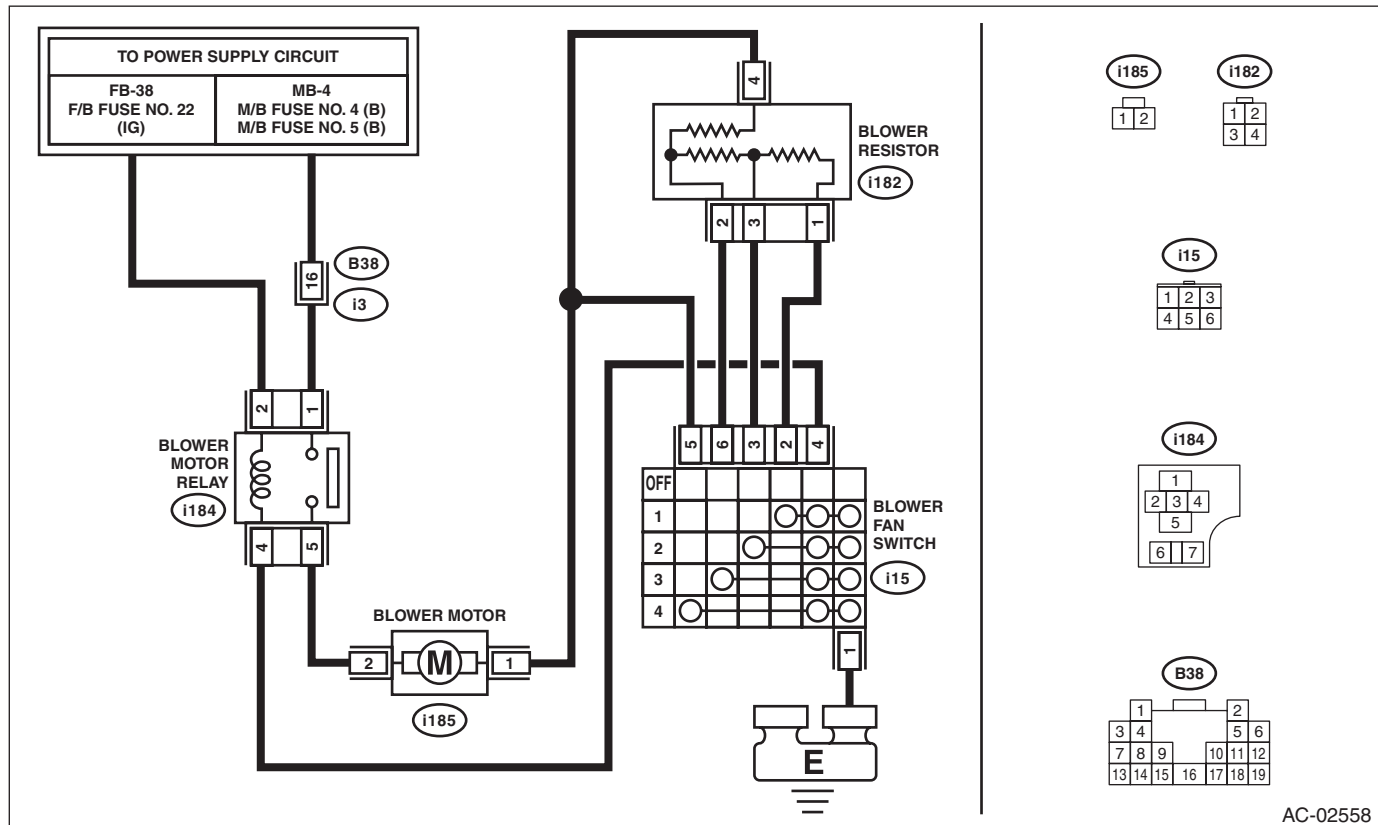 TO POWER SUPPLY CIRCUIT
FB-38
F/B FUSE NO. 22
(IG)
MB-4
M/B FUSE NO. 4 (B)
M/B FUSE NO. 5 (B)
16
B38
i3
2 1
BLOWER
MOTOR
RELAY
i184
4 5
BLOWER MOTOR
2 M 1
i185
4
BLOWER
RESISTOR
i182
2 3 1
5 6 3 2 4
OFF
1
2
3
4
BLOWER
FAN
SWITCH
i15
1
E
i185
1 2
i182
1 2
3 4
i15
1 2 3
4 5 6
i184
1
2 3 4
5
6 7
B38
1 2
3 4 5 6
7 8 9 10 11 12
13 14 15 16 17 18 19
AC-02558